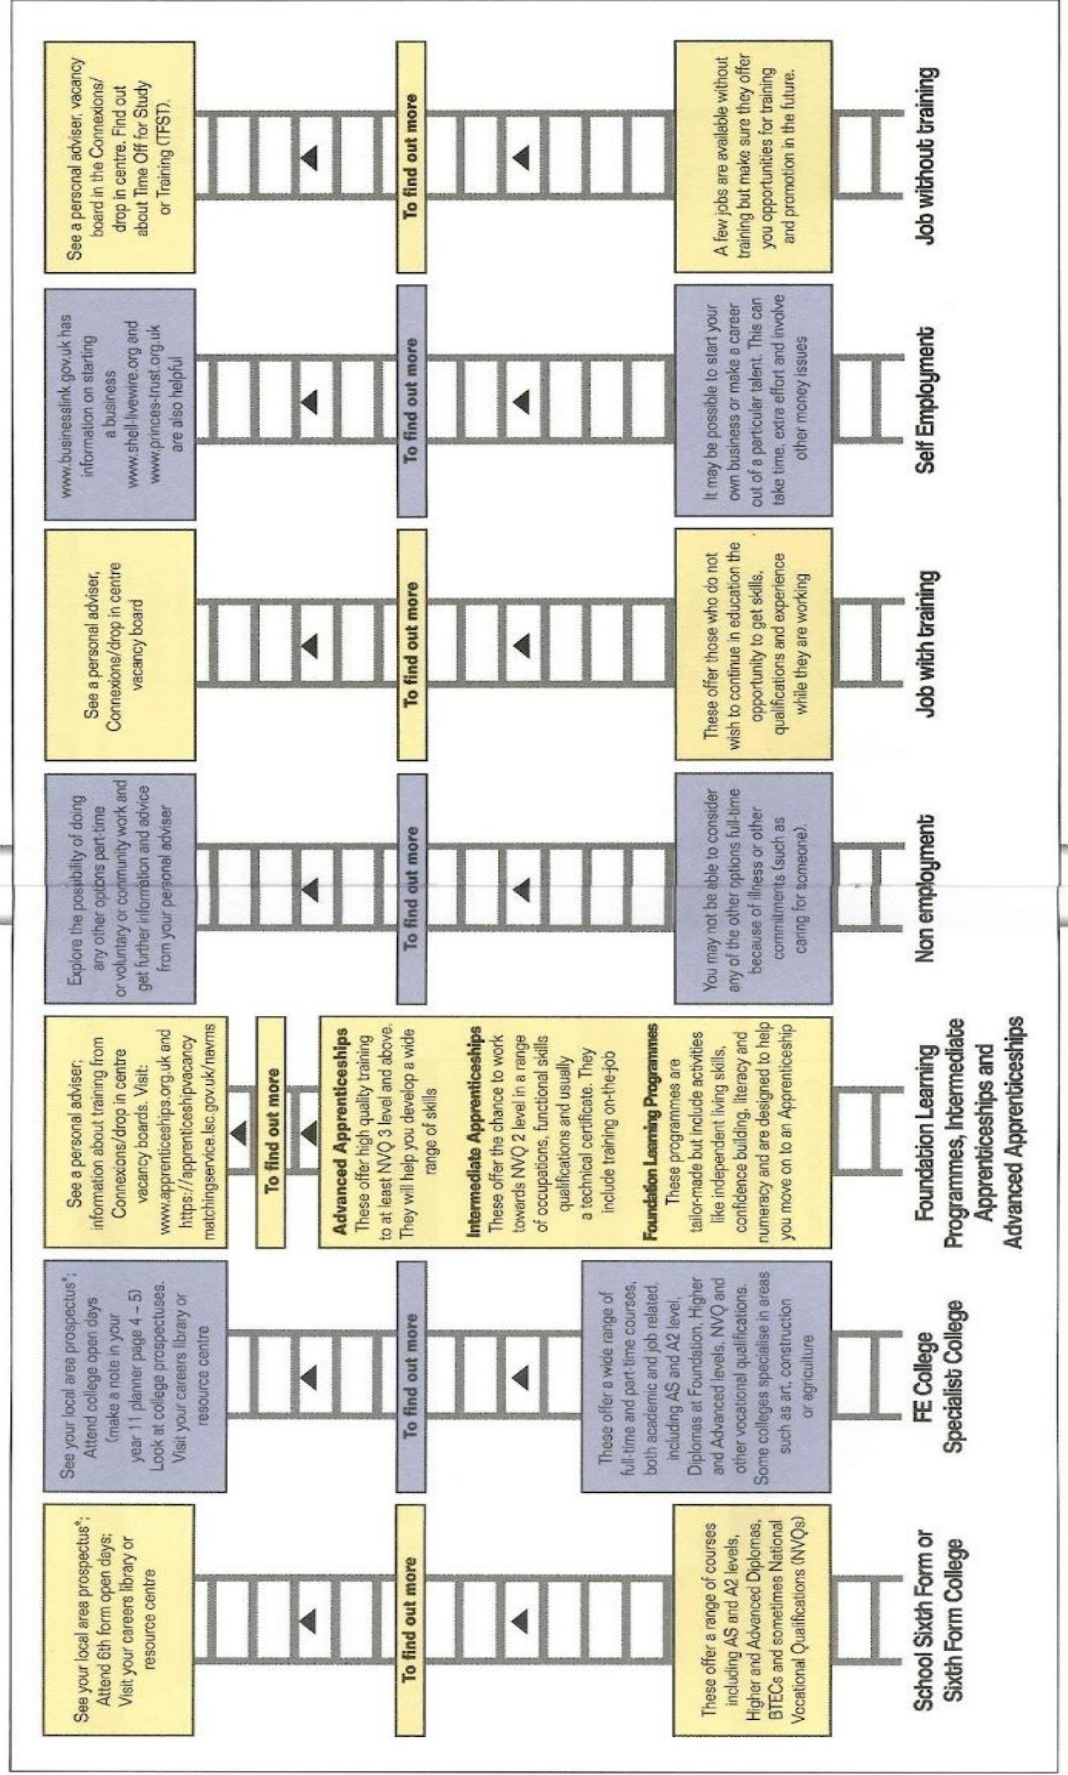 See your local area prospectus*;
Attend 6th form open days;
Visit your careers library or
resource centre
To find out more
These offer a range of courses
including AS and A2 levels,
Higher and Advanced Diplomas,
BTECs and sometimes National
Vocational Qualifications (NVQs)
School Sixth Form or
Sixth Form College
See your local area prospectus*;
Attend college open days
(make a note in your
year 11 planner page 4 – 5)
Look at college prospectuses.
Visit your careers library or
resource centre
To find out more
These offer a wide range of
full-time and part-time courses,
both academic and job related,
including AS and A2 level,
Diplomas at Foundation, Higher
and Advanced levels, NVQ and
other vocational qualifications.
Some colleges specialise in areas
such as art, construction
or agriculture
FE College
Specialist College
See a personal adviser;
information about training from
Connexions/drop in centre
vacancy boards. Visit:
www.apprenticeships.org.uk and
https://apprenticeshipvacancy
matchingservice.lsc.gov.uk/navms
To find out more
Advanced Apprenticeships
These offer high quality training
to at least NVQ 3 level and above.
They will help you develop a wide
range of skills
Intermediate Apprenticeships
These offer the chance to work
towards NVQ 2 level in a range
of occupations, functional skills
qualifications and usually
a technical certificate. They
include training on-the-job
Foundation Learning Programmes
These programmes are
tailor-made but include activities
like independent living skills,
confidence building, literacy and
numeracy and are designed to help
you move on to an Apprenticeship
Foundation Learning
Programmes, Intermediate
Apprenticeships and
Advanced Apprenticeships
Explore the possibility of doing
any other options part-time
or voluntary or community work and
get further information and advice
from your personal adviser
To find out more
You may not be able to consider
any of the other options full-time
because of illness or other
commitments (such as
caring for someone).
Non employment
See a personal adviser,
Connexions/drop in centre
vacancy board
To find out more
These offer those who do not
wish to continue in education the
opportunity to get skills,
qualifications and experience
while they are working
Job with training
www.businesslink.gov.uk has
information on starting
a business
www.shell-livewire.org and
www.princes-trust.org.uk
are also helpful
To find out more
It may be possible to start your
own business or make a career
out of a particular talent. This can
take time, extra effort and involve
other money issues
Self Employment
See a personal adviser, vacancy
board in the Connexions/
drop in centre. Find out
about Time Off for Study
or Training (TFST).
To find out more
A few jobs are available without
training but make sure they offer
you opportunities for training
and promotion in the future.
Job without training